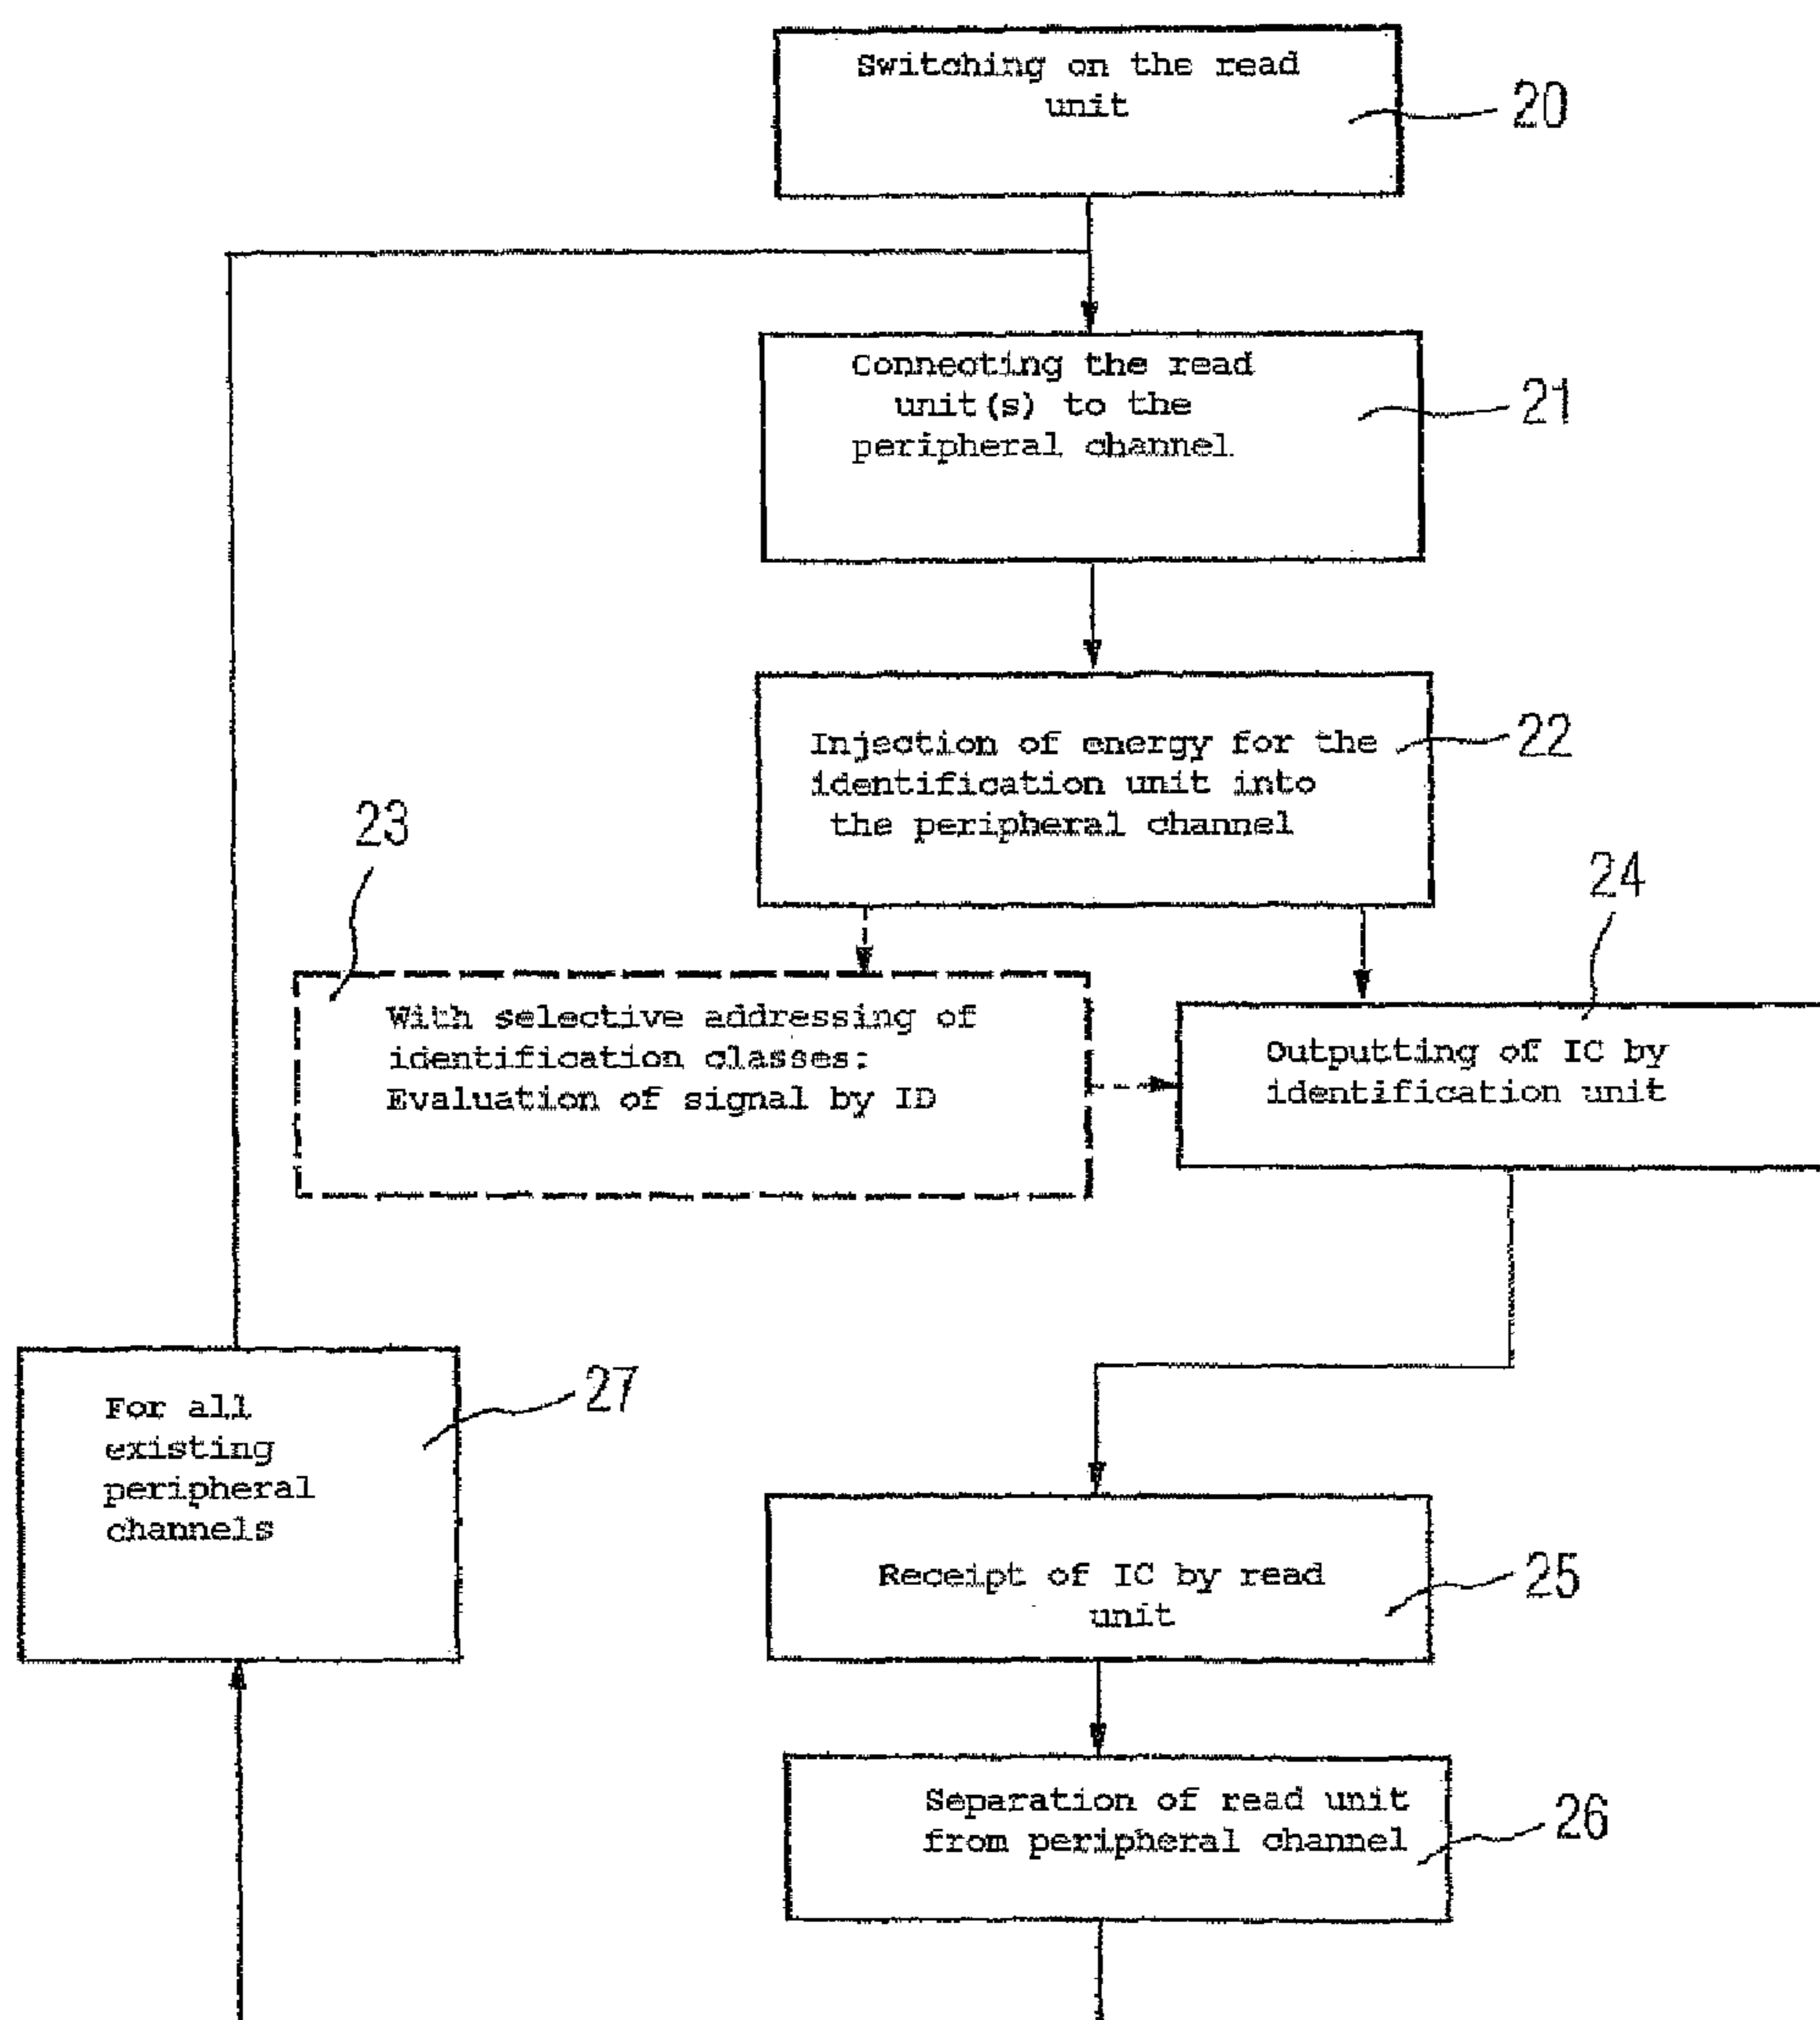 Switching on the read
unit
20
Connecting the read
unit(s) to the
peripheral channel
21
Injection of energy for the
identification unit into
the peripheral channel
22
23
With selective addressing of
identification classes:
Evaluation of signal by ID
24
Outputting of IC by
identification unit
For all
existing
peripheral
channels
27
Receipt of IC by read
unit
25
Separation of read unit
from peripheral channel
26